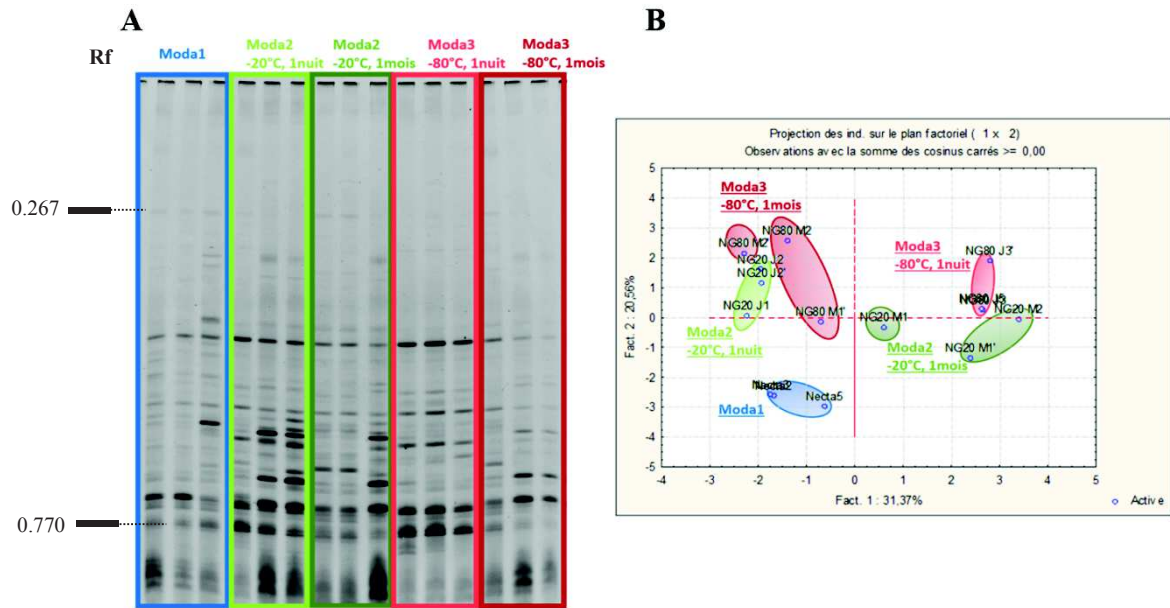 A
Rf
Moda1
Moda2
-20°C, 1nuit
Moda2
-20°C, 1mois
Moda3
-80°C, 1nuit
Moda3
-80°C, 1mois
0.267
0.770
B
Projection des ind. sur le plan factoriel ( 1 x 2)
Observations avec la somme des cosinus carrés >= 0,00
5
4
3
2
1
0
-1
-2
-3
-4
-5
Fact. 2 : 20,56%
Moda3
-80°C, 1mois
NG80 M2'
NG80 M2
NG20 J2
NG20 J2'
NG20 J1
NG80 M1'
Moda2
-20°C, 1nuit
Moda3
-80°C, 1nuit
NG80 J3'
NG20-M2
NG20-M1
NG20 M1'
Moda2
-20°C, 1mois
Moda1
Necta5
-4
-3
-2
-1
0
1
2
3
4
5
Fact. 1 : 31,37%
Active